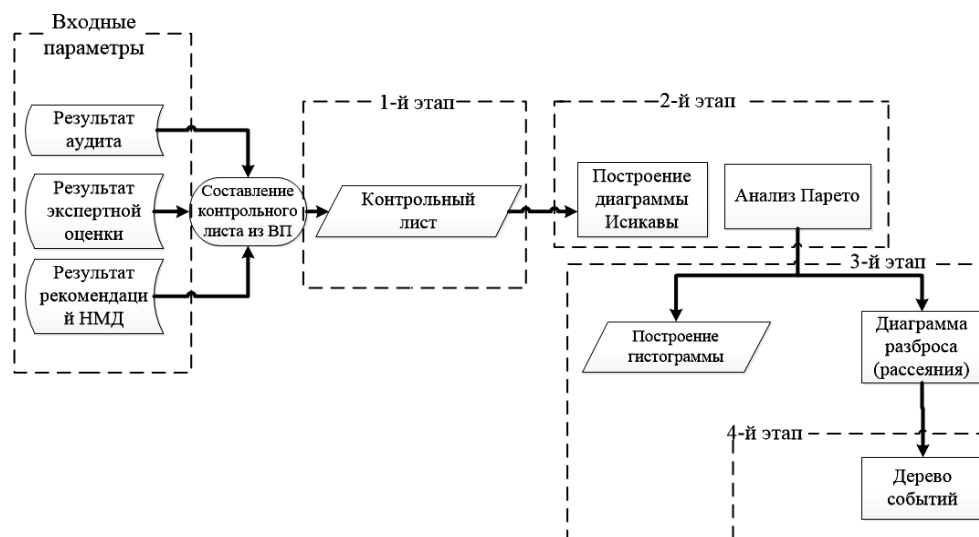 Входные
параметры
Результат
аудита
Результат
экспертной
оценки
Результат
рекомендаци
й НМД
Составление
контрольного
листа из ВП
1-й этап
Контрольный
лист
2-й этап
Построение
диаграммы
Исикавы
Анализ Парето
3-й этап
Построение
гистограммы
Диаграмма
разброса
(рассеяния)
4-й этап
Дерево
событий